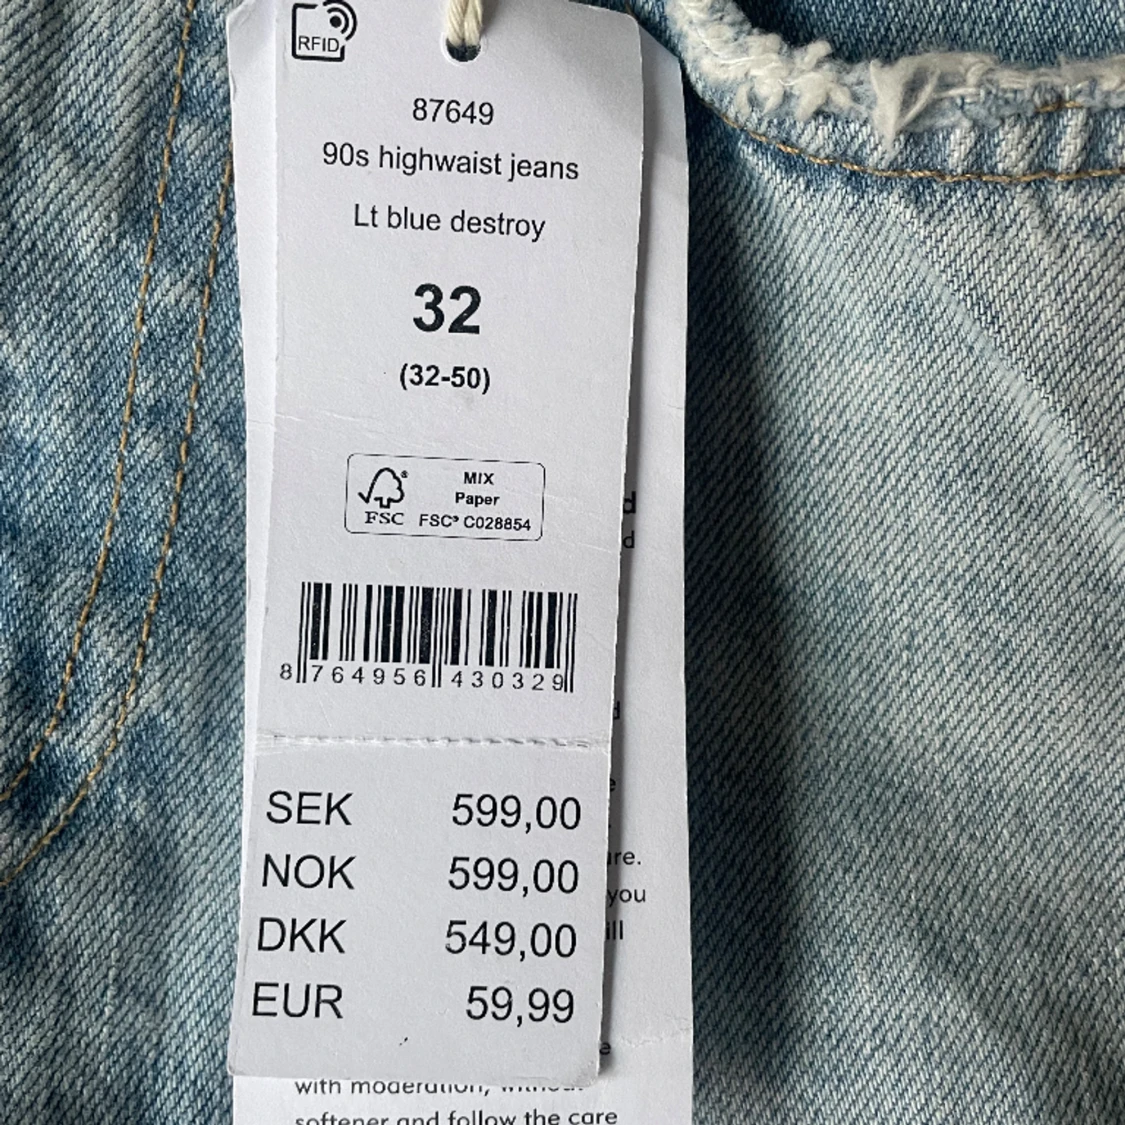 RFID
87649
90s highwaist jeans
Lt blue destroy
32
(32-50)
MIX
Paper
FSC
FSC® C028854
8 764956 430329
SEK 599,00
NOK 599,00
DKK 549,00
EUR 59,99
you
with moderation,
softener and follow the care